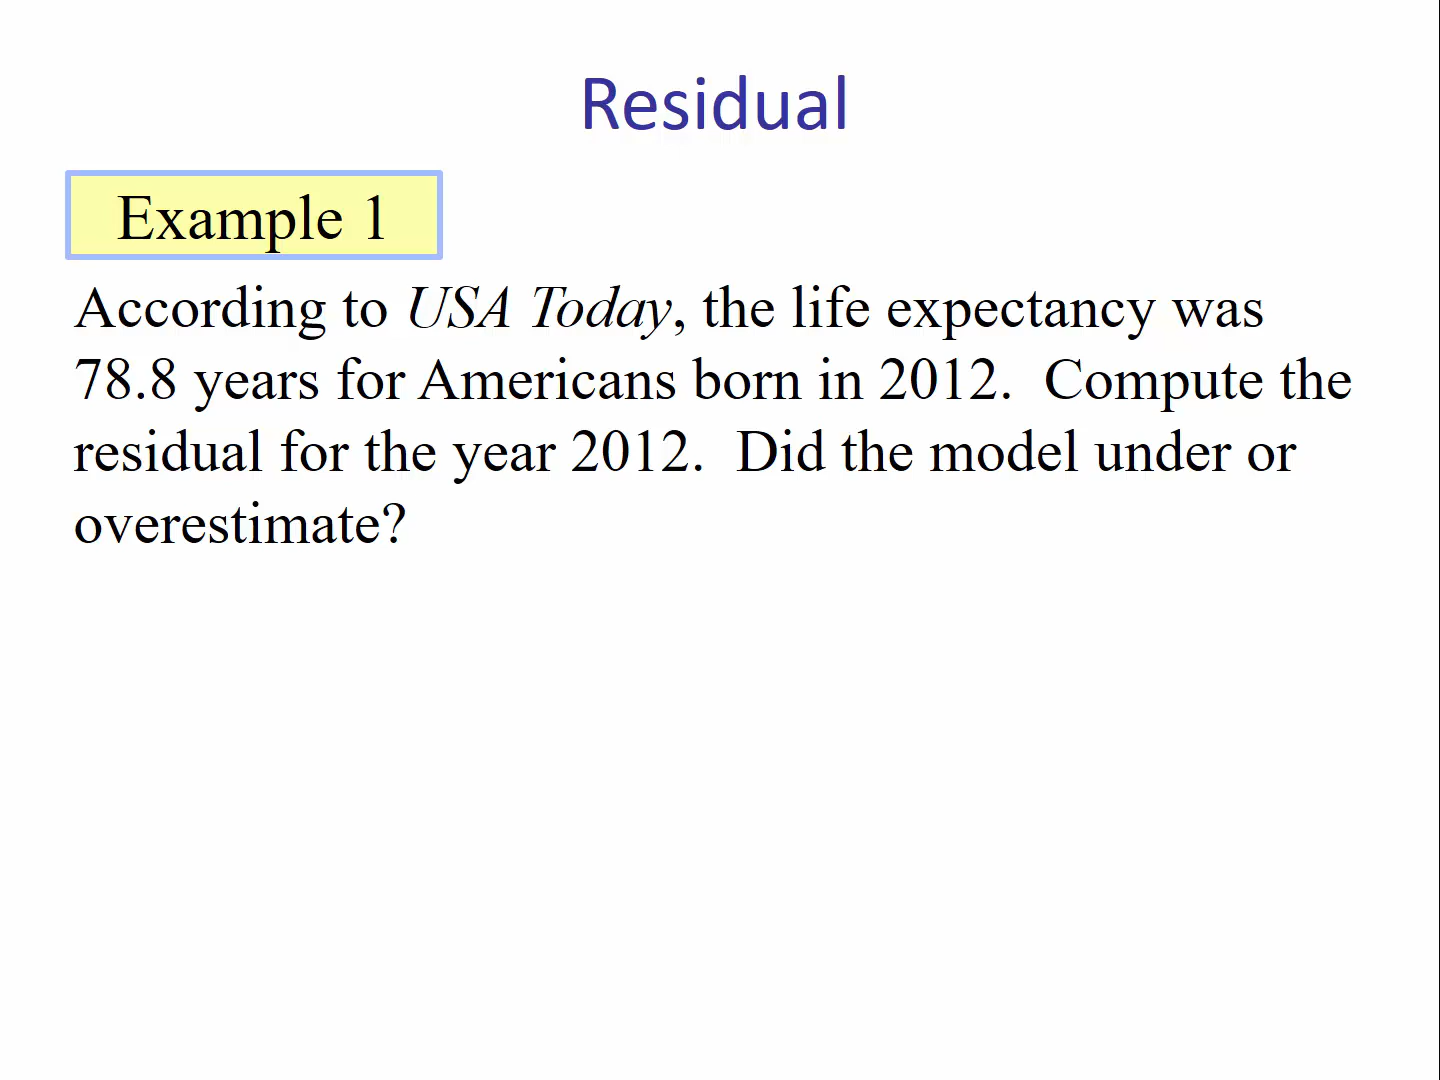 Residual
Example 1
According to USA Today, the life expectancy was
78.8 years for Americans born in 2012.  Compute the
residual for the year 2012.  Did the model under or
overestimate?